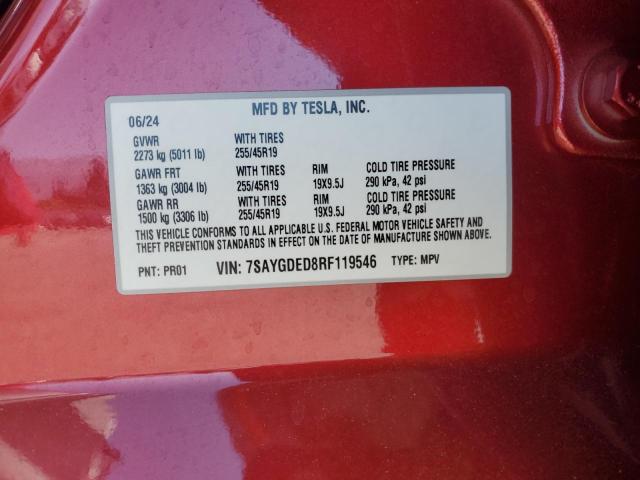 MFD BY TESLA, INC.
06/24
GVWR WITH TIRES
2273 kg (5011 lb) 255/45R19
GAWR FRT WITH TIRES RIM COLD TIRE PRESSURE
1363 kg (3004 lb) 255/45R19 19X9.5J 290 kPa, 42 psi
GAWR RR WITH TIRES RIM COLD TIRE PRESSURE
1500 kg (3306 lb) 255/45R19 19X9.5J 290 kPa, 42 psi
THIS VEHICLE CONFORMS TO ALL APPLICABLE U.S. FEDERAL MOTOR VEHICLE SAFETY AND
THEFT PREVENTION STANDARDS IN EFFECT ON THE DATE OF MANUFACTURE SHOWN ABOVE.
PNT: PR01 VIN: 7SAYGDED8RF119546 TYPE: MPV